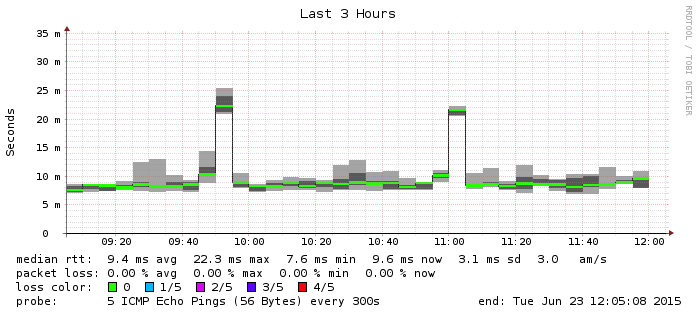 Last 3 Hours
RRDTOOL / TOBI OETIKER
Seconds
35 m
30 m
25 m
20 m
15 m
10 m
5 m
0
09:20 09:40 10:00 10:20 10:40 11:00 11:20 11:40 12:00
median rtt: 9.4 ms avg 22.3 ms max 7.6 ms min 9.6 ms now 3.1 ms sd 3.0 am/s
packet loss: 0.00 % avg 0.00 % max 0.00 % min 0.00 % now
loss color: 0 1/5 2/5 3/5 4/5
probe: 5 ICMP Echo Pings (56 Bytes) every 300s end: Tue Jun 23 12:05:08 2015